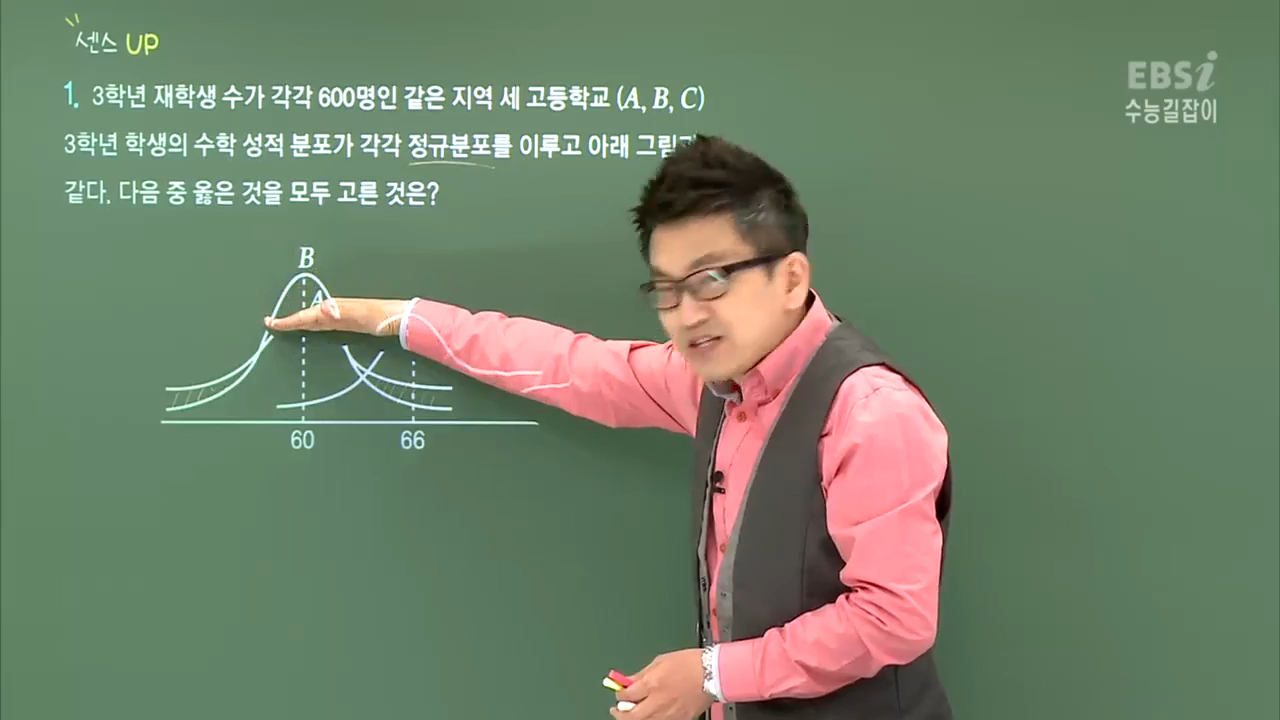 센스 UP
EBSi
수능길잡이
1. 3학년 재학생 수가 각각 600명인 같은 지역 세 고등학교 (A, B, C)
3학년 학생의 수학 성적 분포가 각각 정규분포를 이루고 아래
같다. 다음 중 옳은 것을 모두 고른 것은?
B
A
60 66